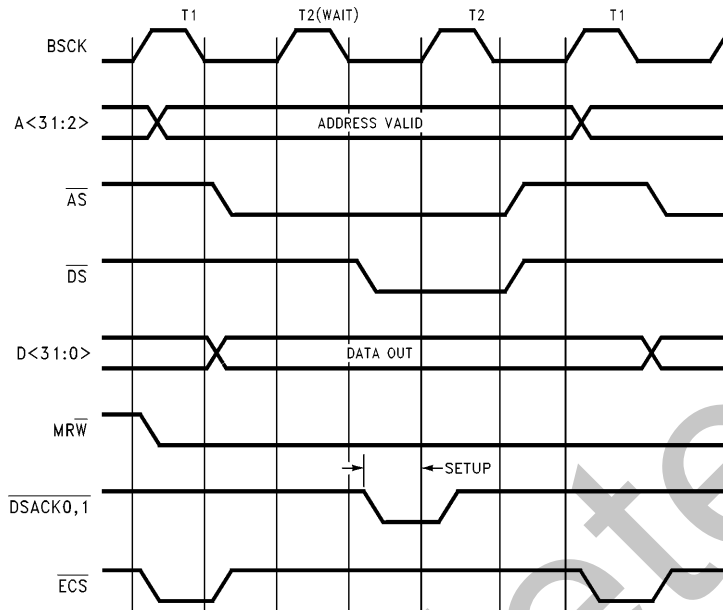 T1 T2(WAIT) T2 T1
BSCK
A<31:2> ADDRESS VALID
AS
DS
D<31:0> DATA OUT
MRW
SETUP
DSACK0,1
ECS
ete